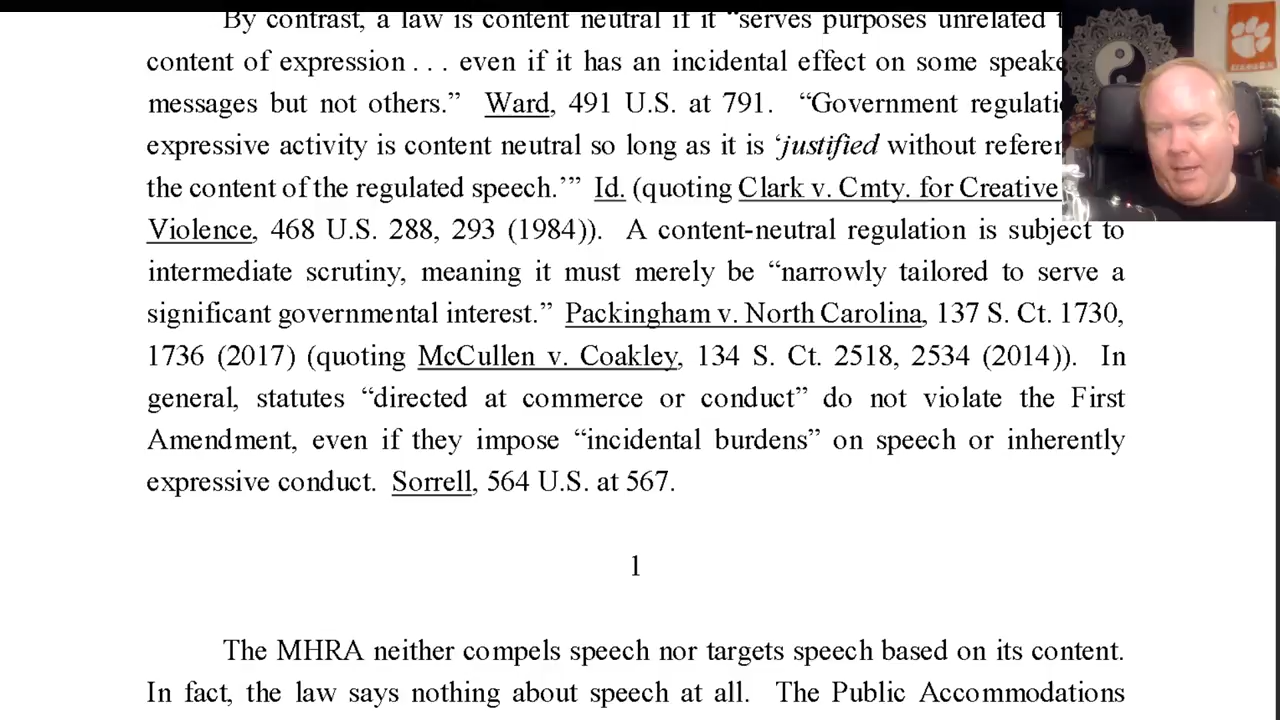 By contrast, a law is content neutral if it “serves purposes unrelated
content of expression . . . even if it has an incidental effect on some
messages but not others.” Ward, 491 U.S. at 791. “Government
expressive activity is content neutral so long as it is ‘justified without
the content of the regulated speech.’” Id. (quoting Clark v. Cmty. for Creative
Violence, 468 U.S. 288, 293 (1984)). A content-neutral regulation is subject to
intermediate scrutiny, meaning it must merely be “narrowly tailored to serve a
significant governmental interest.” Packingham v. North Carolina, 137 S. Ct. 1730,
1736 (2017) (quoting McCullen v. Coakley, 134 S. Ct. 2518, 2534 (2014)). In
general, statutes “directed at commerce or conduct” do not violate the First
Amendment, even if they impose “incidental burdens” on speech or inherently
expressive conduct. Sorrell, 564 U.S. at 567.
1
The MHRA neither compels speech nor targets speech based on its content.
In fact, the law says nothing about speech at all. The Public Accommodations